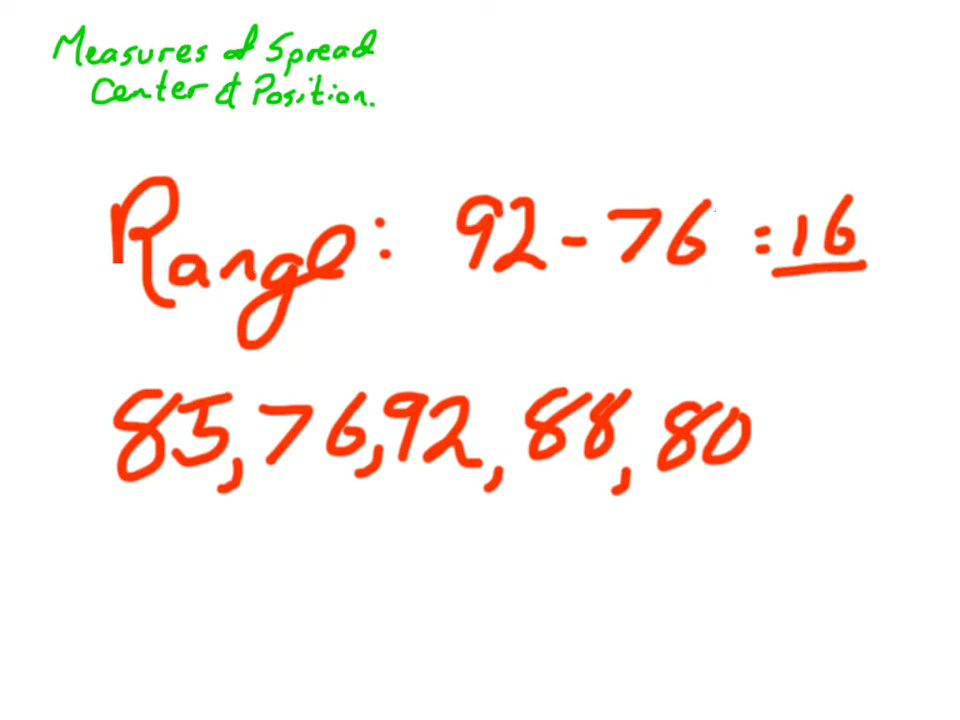 Measures of Spread
Center & Position.
Range: 92 - 76 = 16
85, 76, 92, 88, 80